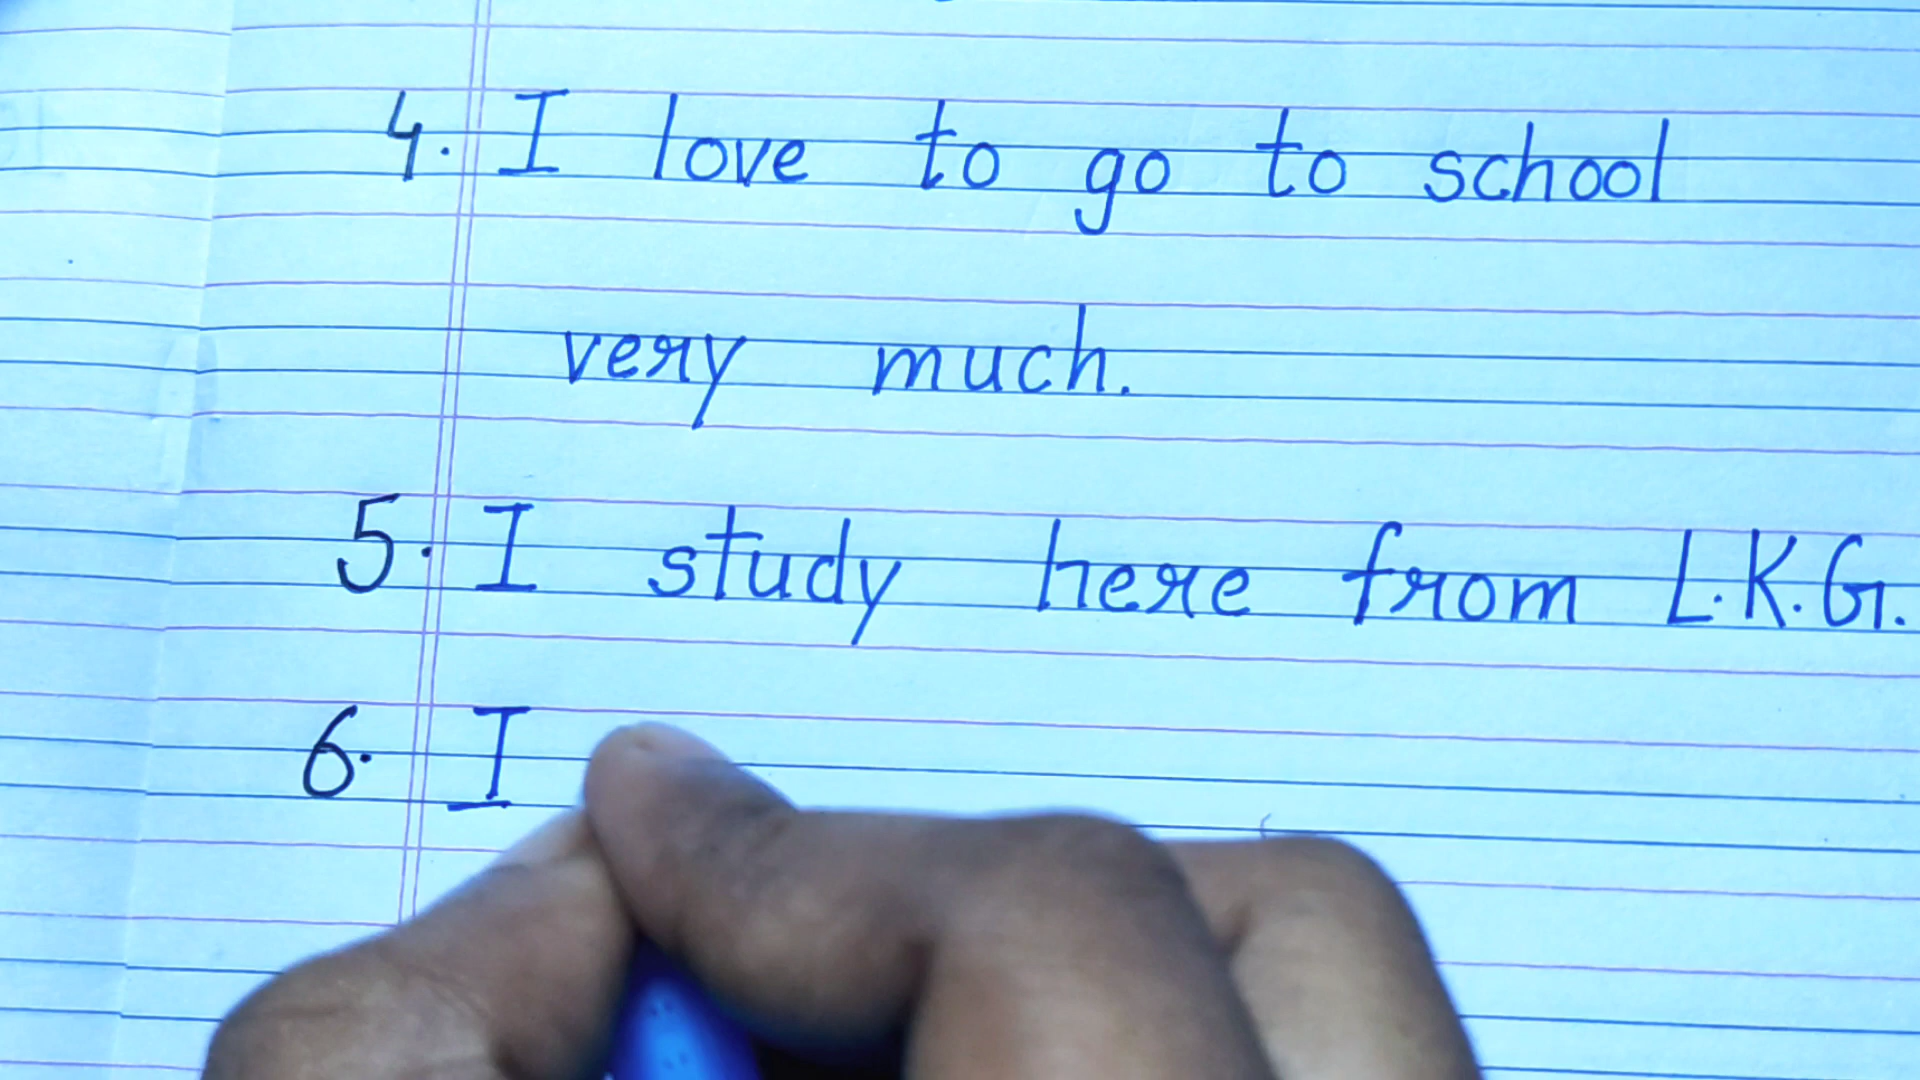 4. I love to go to school
very much.
5. I study here from L.K.G.
6. I